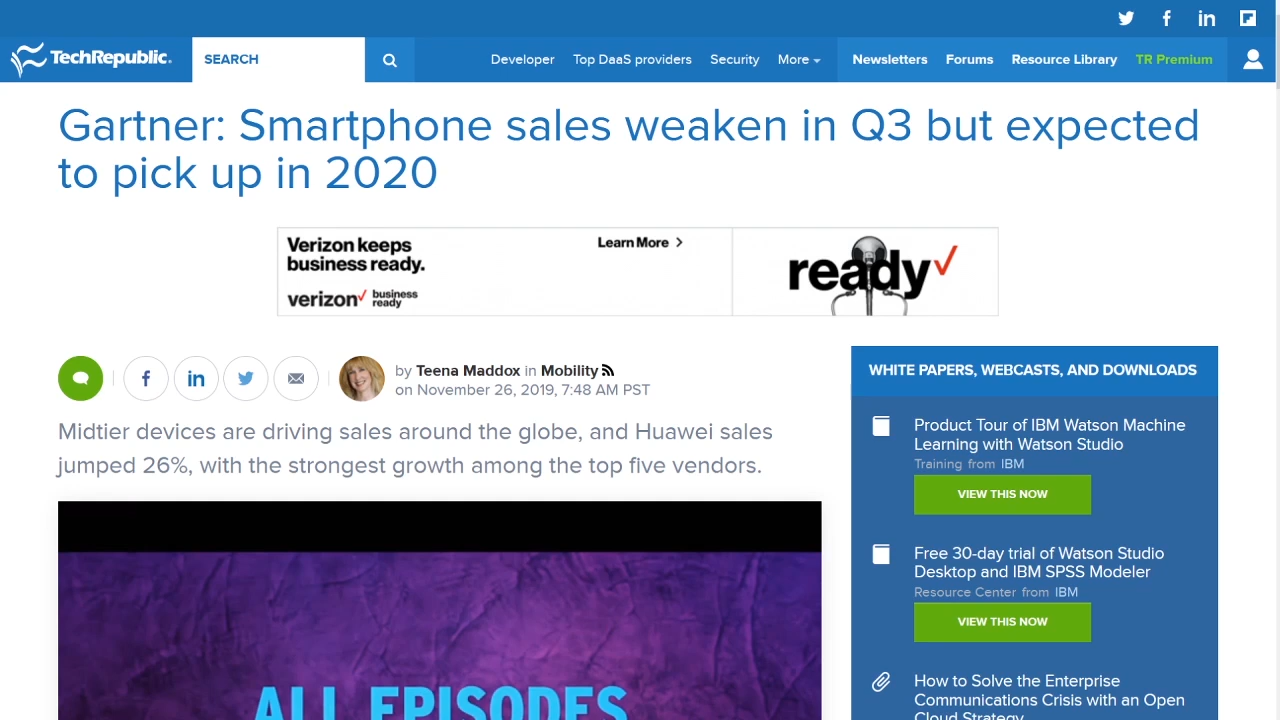 TechRepublic.
SEARCH
Developer
Top DaaS providers
Security
More
Newsletters
Forums
Resource Library
TR Premium
Gartner: Smartphone sales weaken in Q3 but expected
to pick up in 2020
Verizon keeps
business ready.
Learn More
verizon business
ready
ready
by Teena Maddox in Mobility
on November 26, 2019, 7:48 AM PST
Midtier devices are driving sales around the globe, and Huawei sales
jumped 26%, with the strongest growth among the top five vendors.
ALL EPISODES
WHITE PAPERS, WEBCASTS, AND DOWNLOADS
Product Tour of IBM Watson Machine
Learning with Watson Studio
Training from IBM
VIEW THIS NOW
Free 30-day trial of Watson Studio
Desktop and IBM SPSS Modeler
Resource Center from IBM
VIEW THIS NOW
How to Solve the Enterprise
Communications Crisis with an Open
Cloud Strategy